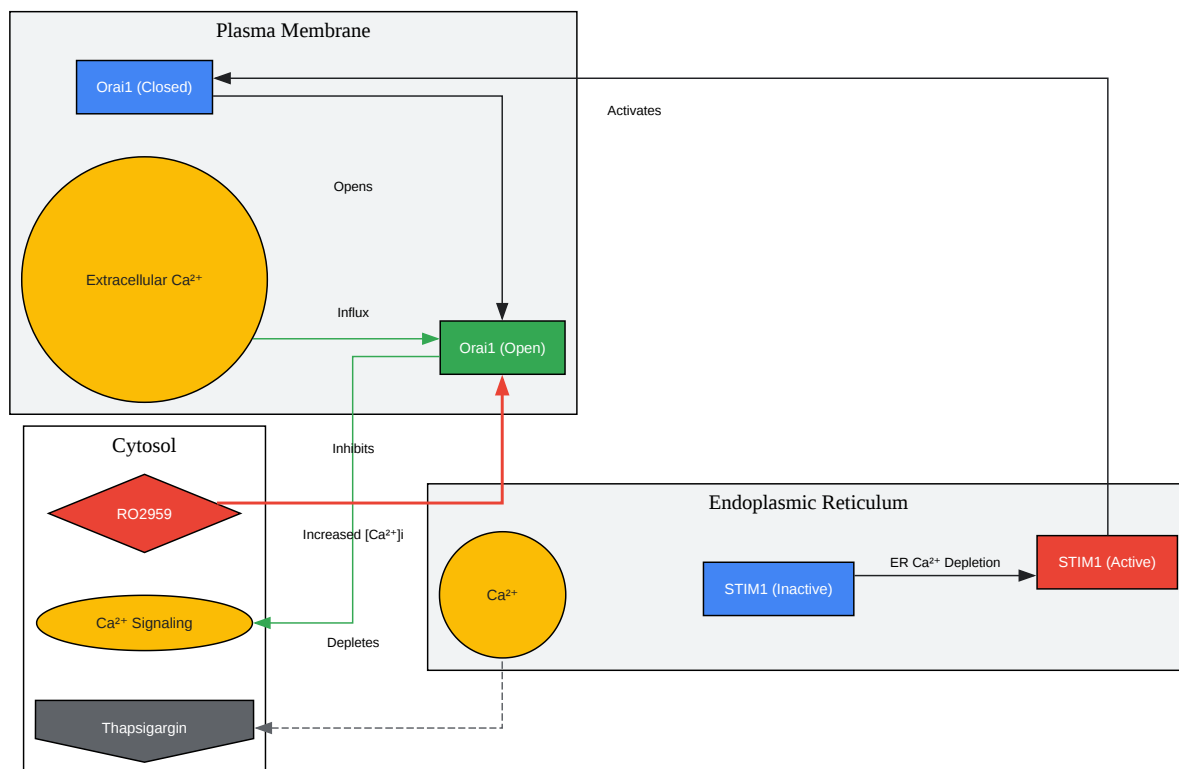 Plasma Membrane
Orai1 (Closed)
Activates
Opens
Extracellular Ca²⁺
Influx
Orai1 (Open)
Cytosol
Inhibits
RO2959
Endoplasmic Reticulum
Increased [Ca²⁺]i
ER Ca²⁺ Depletion
STIM1 (Active)
STIM1 (Inactive)
Ca²⁺
Ca²⁺ Signaling
Depletes
Thapsigargin